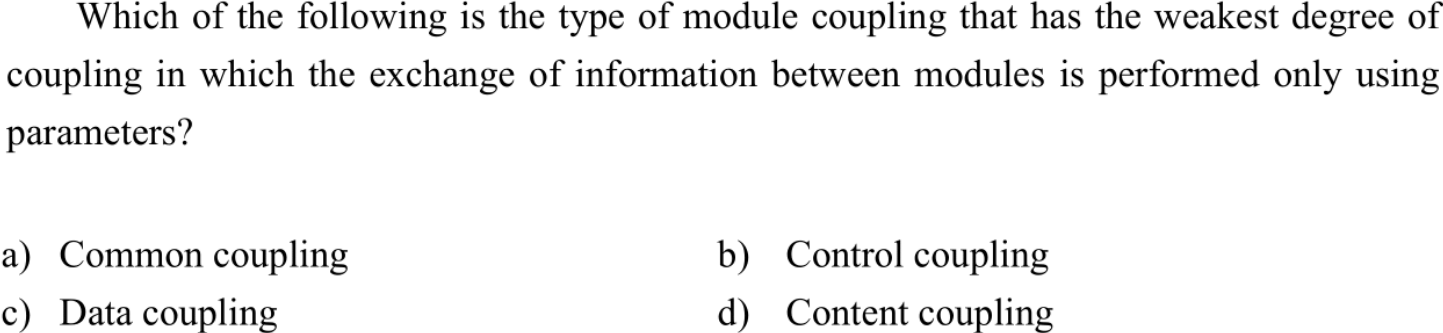 Which of the following is the type of module coupling that has the weakest degree of
coupling in which the exchange of information between modules is performed only using
parameters?
a) Common coupling b) Control coupling
c) Data coupling d) Content coupling